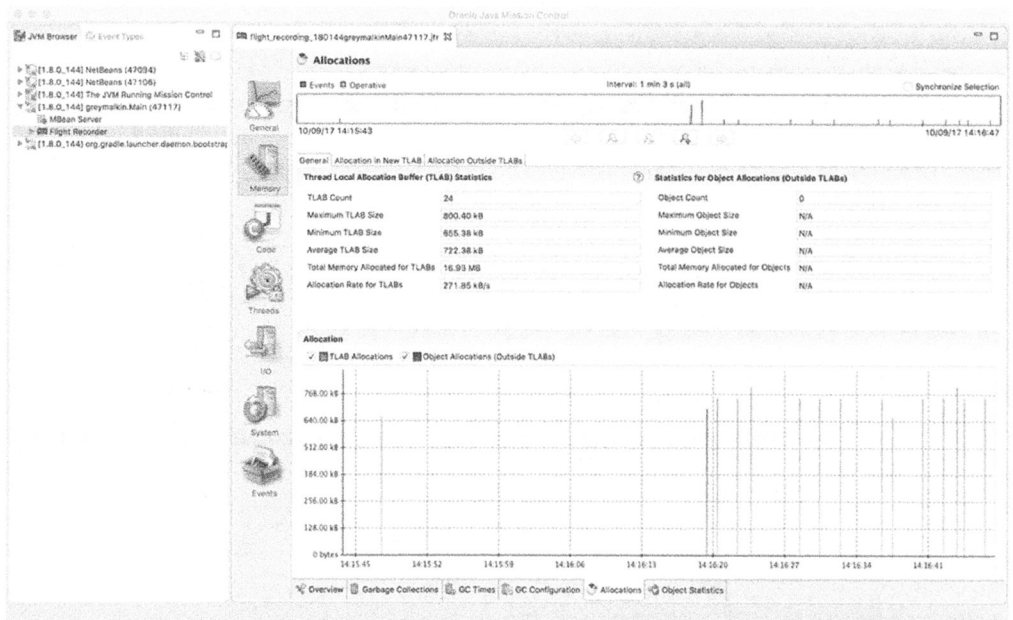 Oracle Java Mission Control
JVM Browser Event Types
flight_recording_180144greymalkinMain47117.jfr
[1.8.0_144] NetBeans (47034)
[1.8.0_144] NetBeans (47106)
[1.8.0_144] The JVM Running Mission Control
[1.8.0_144] greymalkin.Main (47117)
MBean Server
Flight Recorder
[1.8.0_144] org.gradle.launcher.daemon.bootstrap
General
Memory
Code
Threads
I/O
System
Events
Allocations
Events Operative
Interval: 1 min 3 s (all)
Synchronize Selection
10/09/17 14:15:43
10/09/17 14:16:47
General Allocation in New TLAB Allocation Outside TLABs
Thread Local Allocation Buffer (TLAB) Statistics
TLAB Count 24
Maximum TLAB Size 800.40 kB
Minimum TLAB Size 655.38 kB
Average TLAB Size 722.38 kB
Total Memory Allocated for TLABs 16.93 MB
Allocation Rate for TLABs 271.85 kB/s
Statistics for Object Allocations (Outside TLABs)
Object Count 0
Maximum Object Size N/A
Minimum Object Size N/A
Average Object Size N/A
Total Memory Allocated for Objects N/A
Allocation Rate for Objects N/A
Allocation
TLAB Allocations Object Allocations (Outside TLABs)
768.00 kB
640.00 kB
512.00 kB
384.00 kB
256.00 kB
128.00 kB
0 bytes
14:15:45 14:15:52 14:15:59 14:16:06 14:16:13 14:16:20 14:16:27 14:16:34 14:16:41
Overview Garbage Collections GC Times GC Configuration Allocations Object Statistics